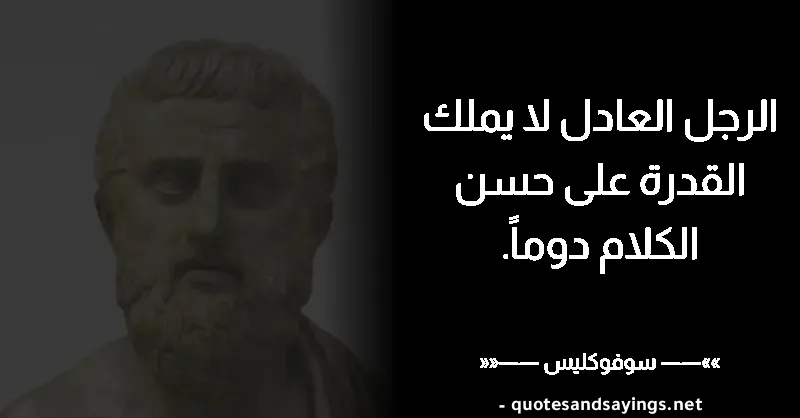 الرجل العادل لا يملك
القدرة على حسن
الكلام دوماً.
»—— سوفوكليس ——««
- quotesandsayings.net